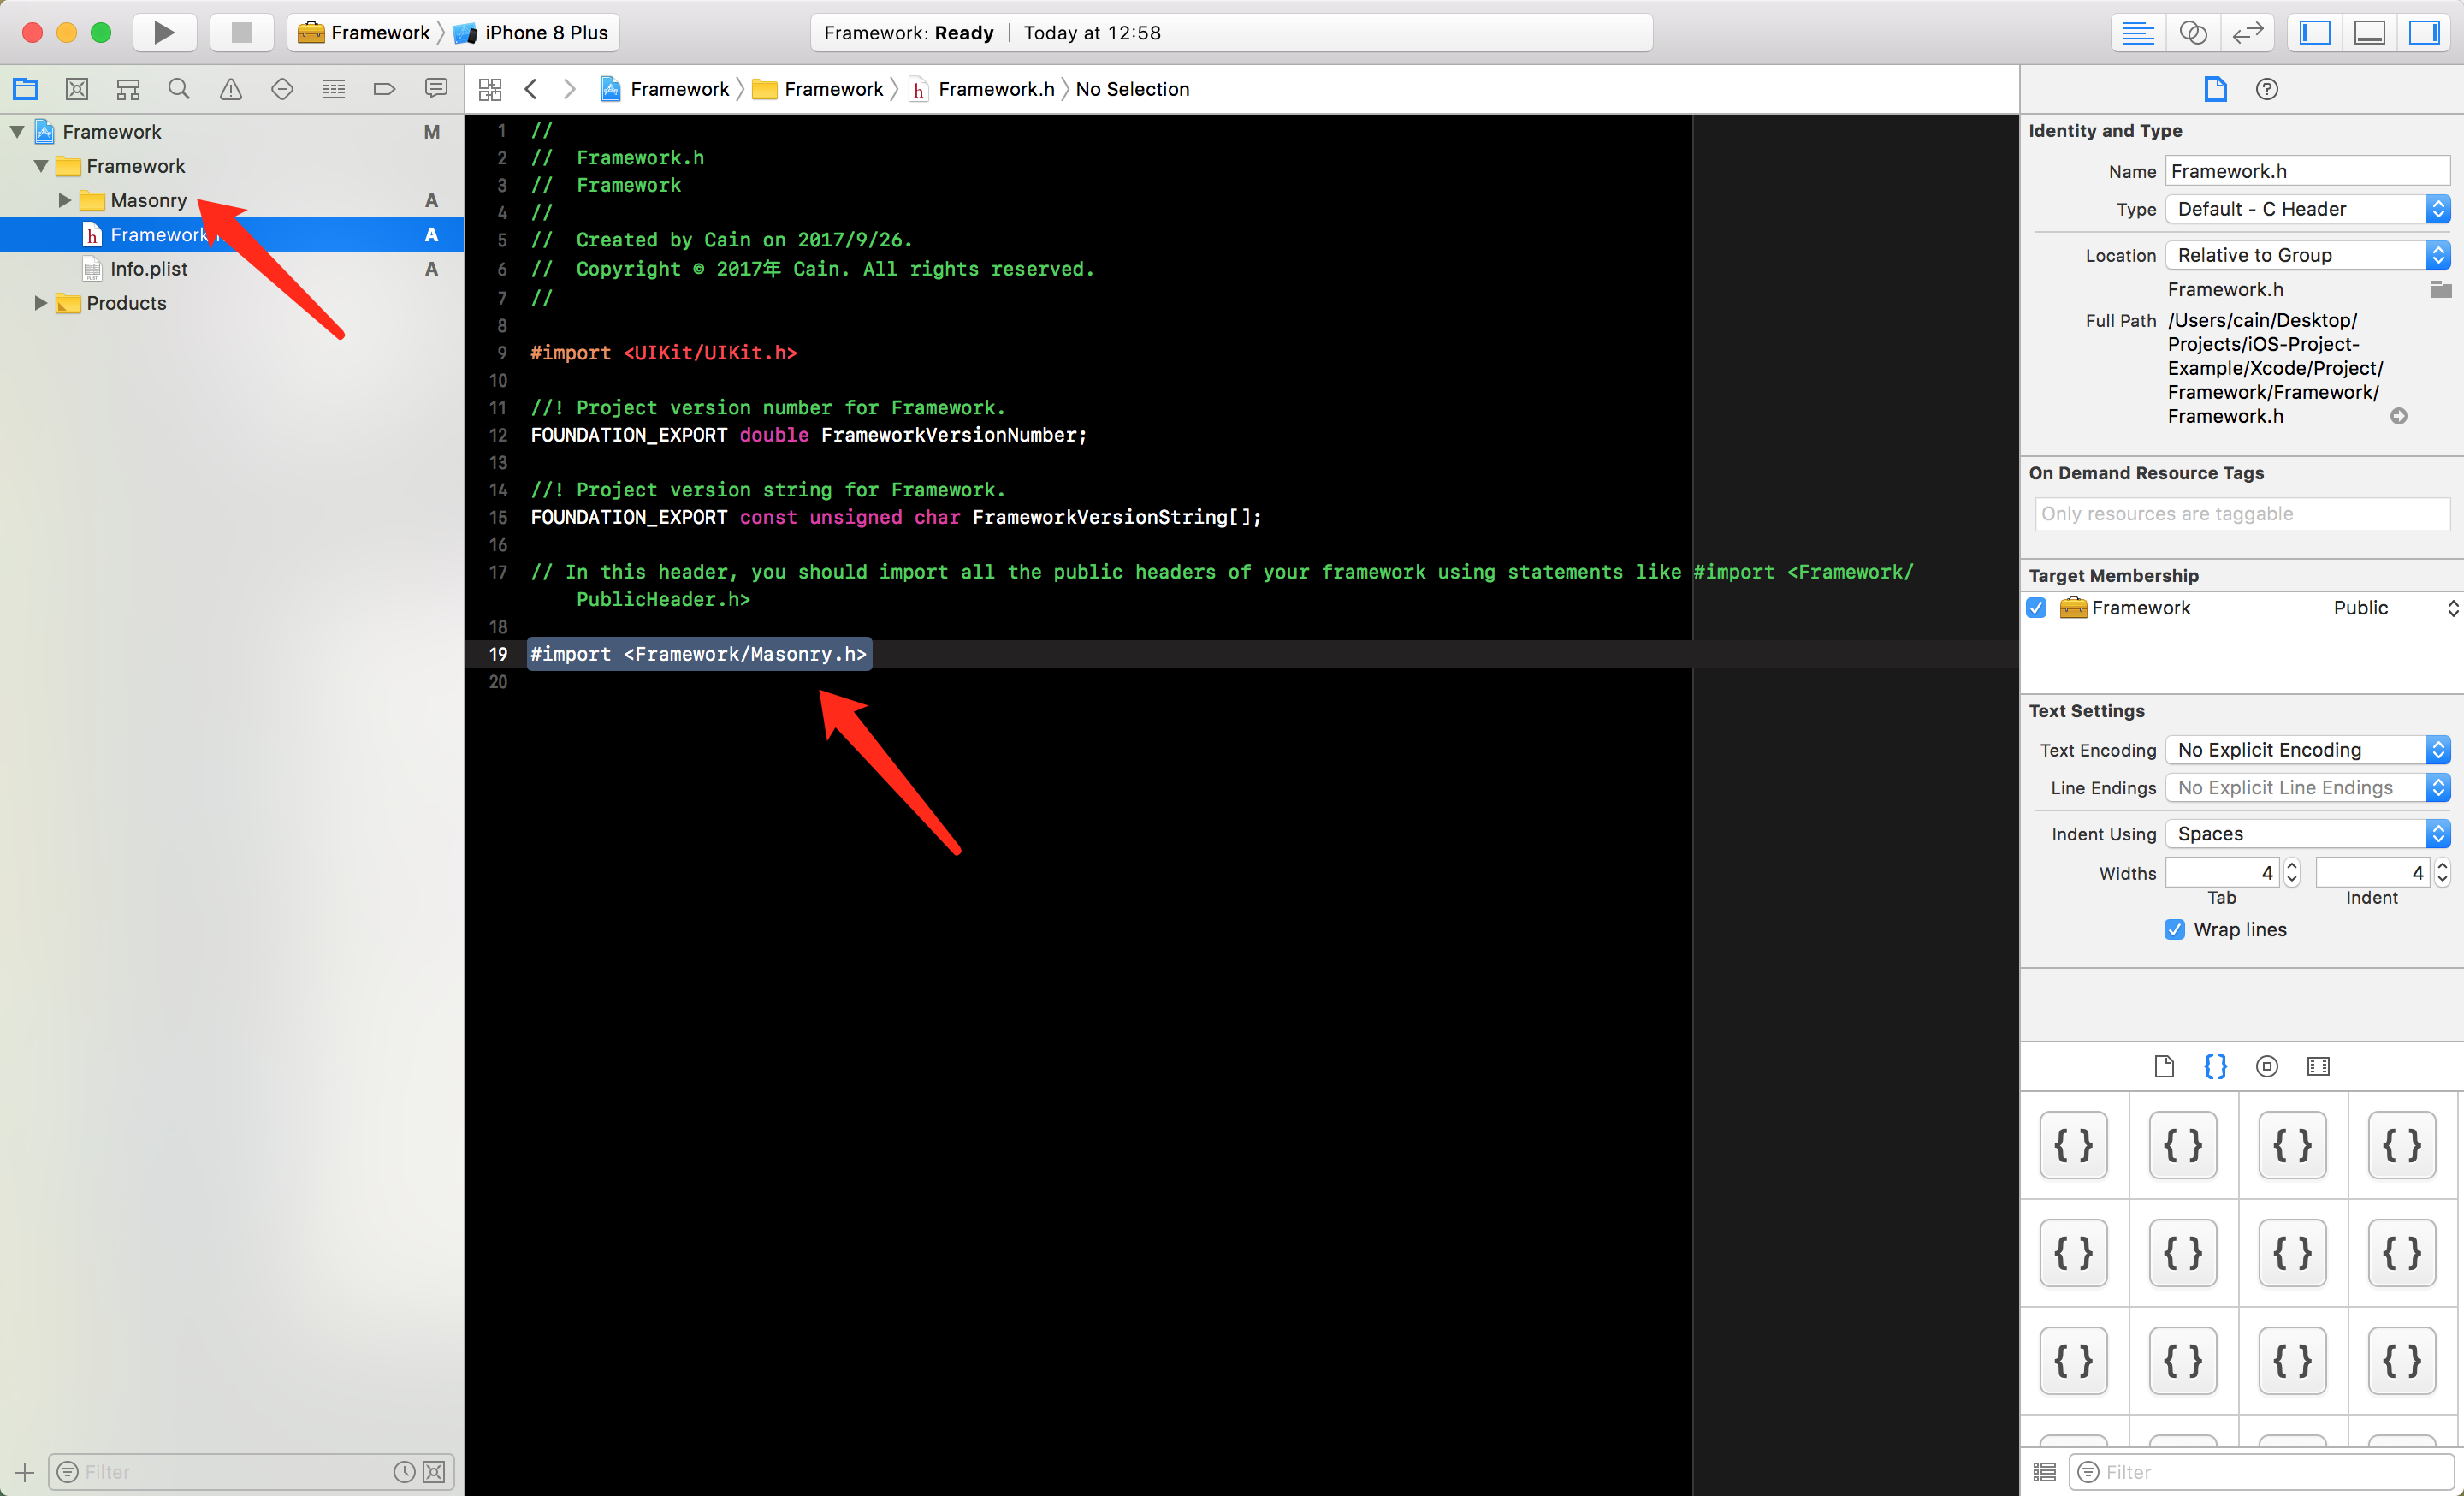 Framework 〉 iPhone 8 Plus
Framework: Ready | Today at 12:58
Framework 〉 Framework 〉 Framework.h 〉 No Selection
Framework M
Framework
Masonry A
Framework A
Info.plist A
Products
Filter
1 //
2 //  Framework.h
3 //  Framework
4 //
5 //  Created by Cain on 2017/9/26.
6 //  Copyright © 2017年 Cain. All rights reserved.
7 //
8
9 #import <UIKit/UIKit.h>
10
11 //! Project version number for Framework.
12 FOUNDATION_EXPORT double FrameworkVersionNumber;
13
14 //! Project version string for Framework.
15 FOUNDATION_EXPORT const unsigned char FrameworkVersionString[];
16
17 // In this header, you should import all the public headers of your framework using statements like #import <Framework/
PublicHeader.h>
18
19 #import <Framework/Masonry.h>
20
Identity and Type
Name Framework.h
Type Default - C Header
Location Relative to Group
Framework.h
Full Path /Users/cain/Desktop/
Projects/iOS-Project-
Example/Xcode/Project/
Framework/Framework/
Framework.h
On Demand Resource Tags
Only resources are taggable
Target Membership
Framework Public
Text Settings
Text Encoding No Explicit Encoding
Line Endings No Explicit Line Endings
Indent Using Spaces
Widths 4 4
Tab Indent
Wrap lines
{} {} {} {}
{} {} {} {}
{} {} {} {}
Filter